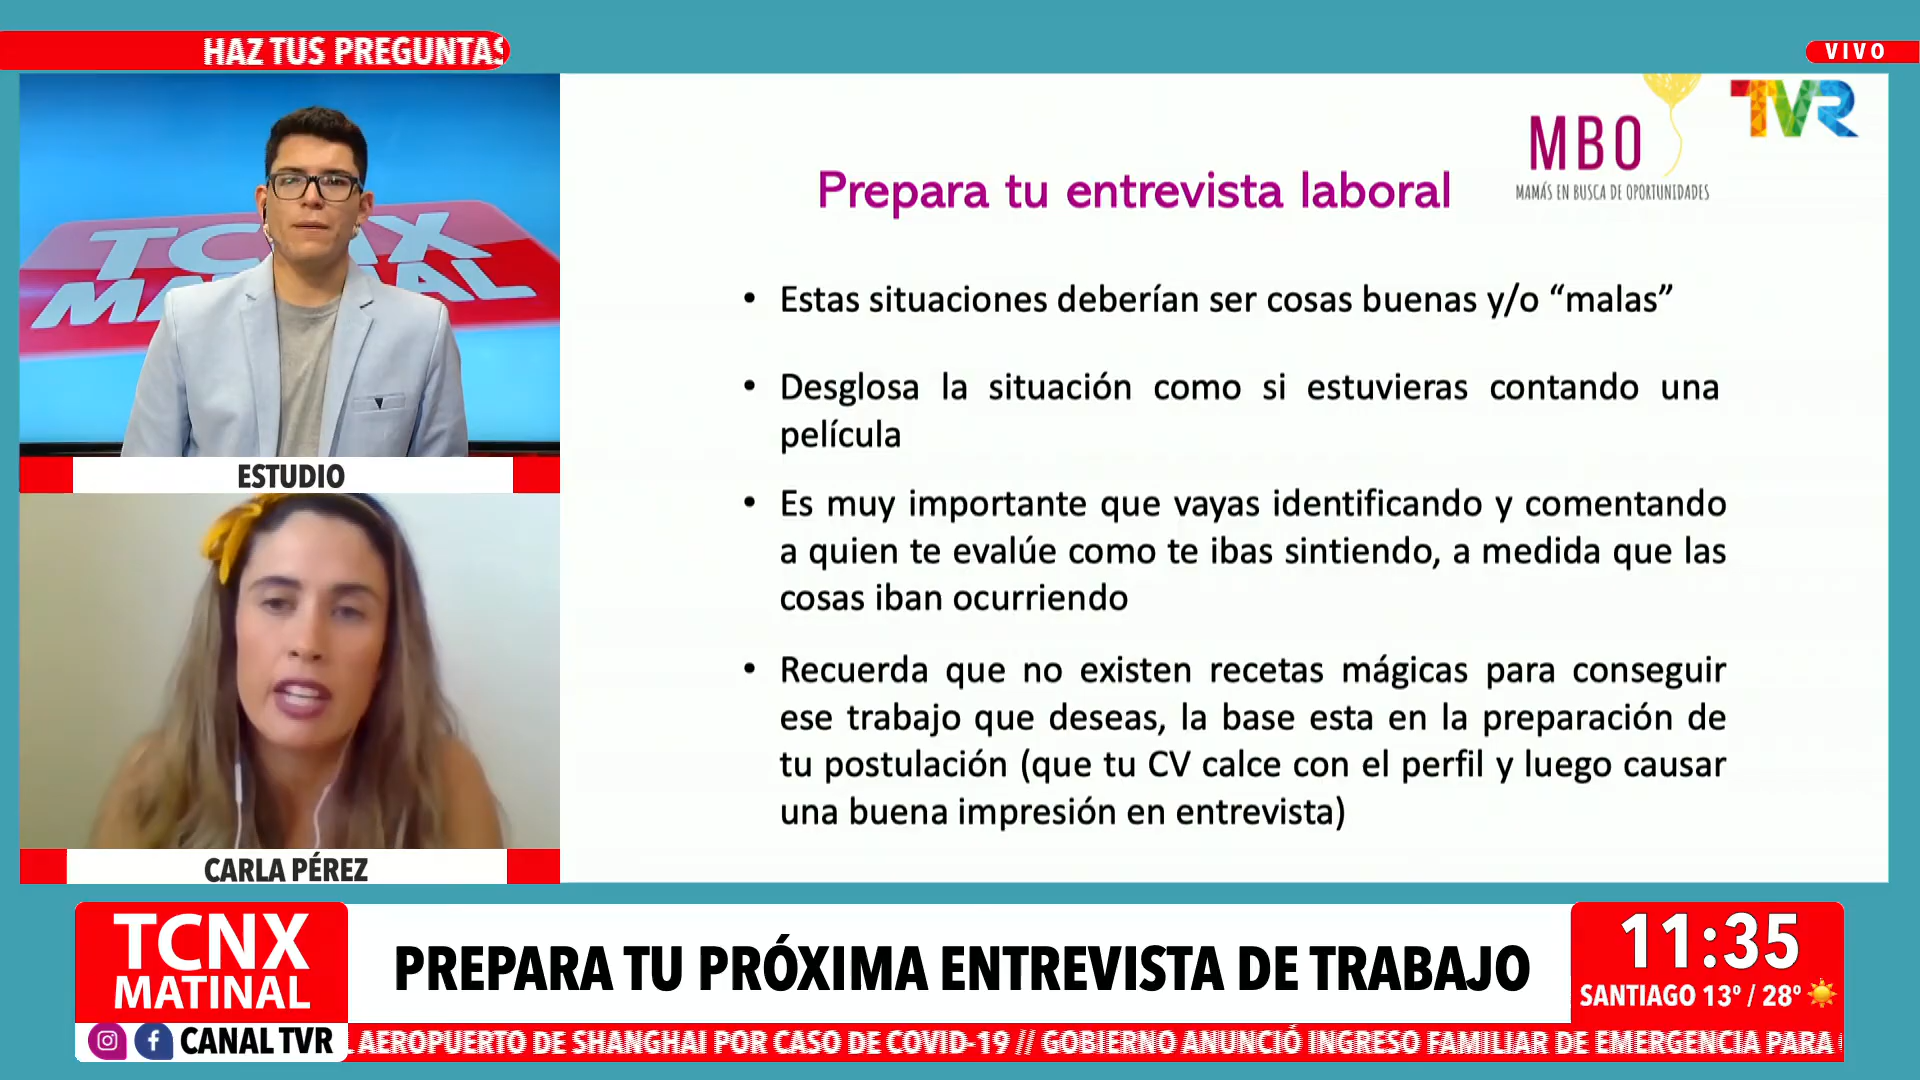 HAZ TUS PREGUNTAS
VIVO
TCNX
MATINAL
ESTUDIO
CARLA PÉREZ
TVR
MBO
MAMÁS EN BUSCA DE OPORTUNIDADES
Prepara tu entrevista laboral
• Estas situaciones deberían ser cosas buenas y/o “malas”
• Desglosa la situación como si estuvieras contando una
película
• Es muy importante que vayas identificando y comentando
a quien te evalúe como te ibas sintiendo, a medida que las
cosas iban ocurriendo
• Recuerda que no existen recetas mágicas para conseguir
ese trabajo que deseas, la base esta en la preparación de
tu postulación (que tu CV calce con el perfil y luego causar
una buena impresión en entrevista)
TCNX
MATINAL
PREPARA TU PRÓXIMA ENTREVISTA DE TRABAJO
11:35
SANTIAGO 13º / 28º
CANAL TVR
AEROPUERTO DE SHANGHAI POR CASO DE COVID-19 // GOBIERNO ANUNCIÓ INGRESO FAMILIAR DE EMERGENCIA PARA